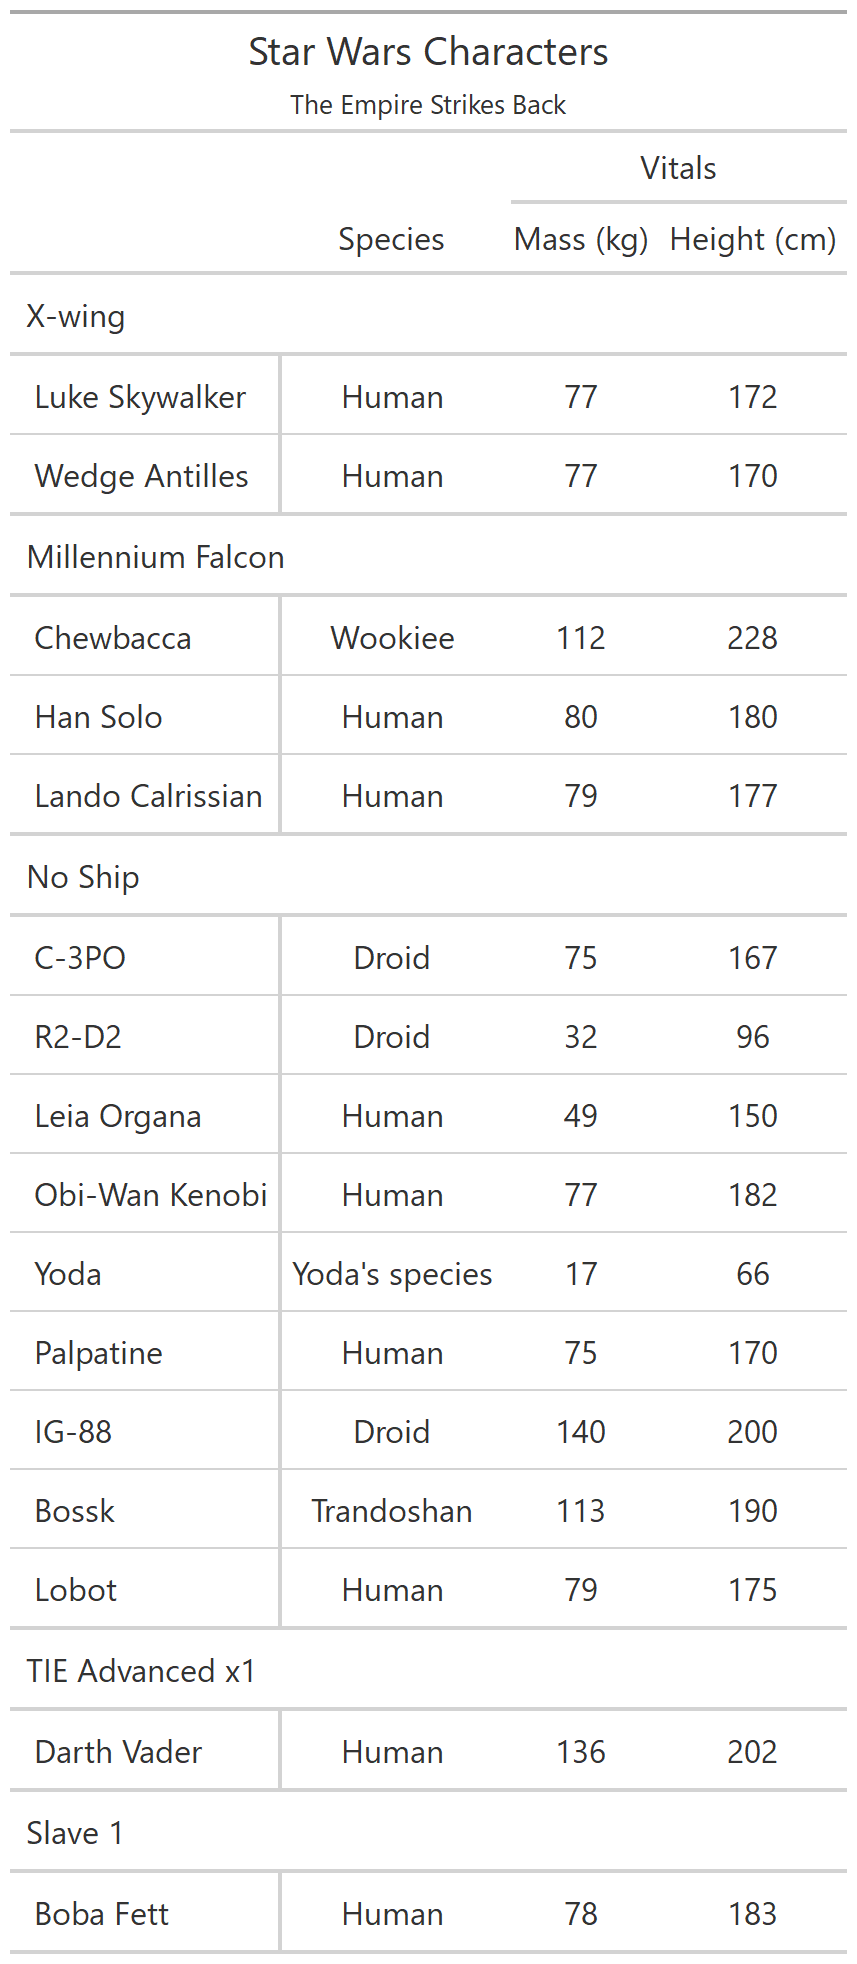 Star Wars Characters
The Empire Strikes Back
Vitals
Species Mass (kg) Height (cm)
X-wing
Luke Skywalker Human 77 172
Wedge Antilles Human 77 170
Millennium Falcon
Chewbacca Wookiee 112 228
Han Solo Human 80 180
Lando Calrissian Human 79 177
No Ship
C-3PO Droid 75 167
R2-D2 Droid 32 96
Leia Organa Human 49 150
Obi-Wan Kenobi Human 77 182
Yoda Yoda's species 17 66
Palpatine Human 75 170
IG-88 Droid 140 200
Bossk Trandoshan 113 190
Lobot Human 79 175
TIE Advanced x1
Darth Vader Human 136 202
Slave 1
Boba Fett Human 78 183